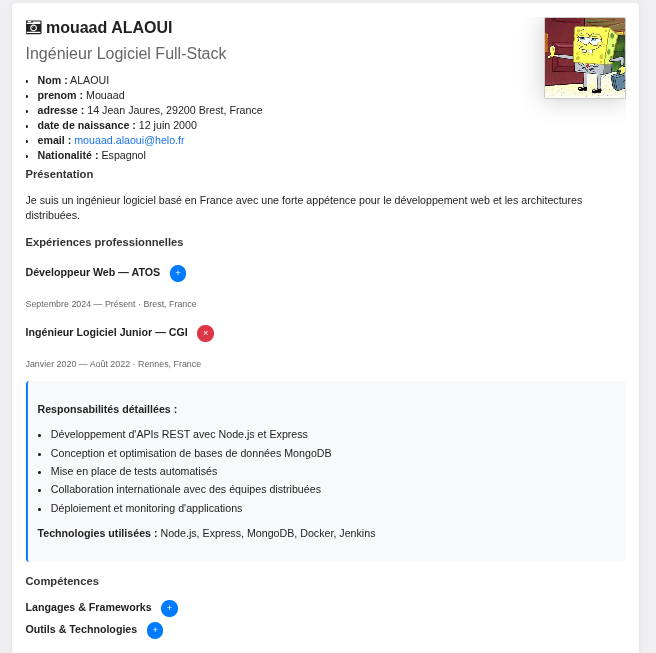 mouaad ALAOUI
Ingénieur Logiciel Full-Stack
Nom : ALAOUI
prenom : Mouaad
adresse : 14 Jean Jaures, 29200 Brest, France
date de naissance : 12 juin 2000
email : mouaad.alaoui@helo.fr
Nationalité : Espagnol
Présentation
Je suis un ingénieur logiciel basé en France avec une forte appétence pour le développement web et les architectures
distribuées.
Expériences professionnelles
Développeur Web — ATOS +
Septembre 2024 — Présent · Brest, France
Ingénieur Logiciel Junior — CGI ×
Janvier 2020 — Août 2022 · Rennes, France
Responsabilités détaillées :
Développement d'APIs REST avec Node.js et Express
Conception et optimisation de bases de données MongoDB
Mise en place de tests automatisés
Collaboration internationale avec des équipes distribuées
Déploiement et monitoring d'applications
Technologies utilisées : Node.js, Express, MongoDB, Docker, Jenkins
Compétences
Langages & Frameworks +
Outils & Technologies +